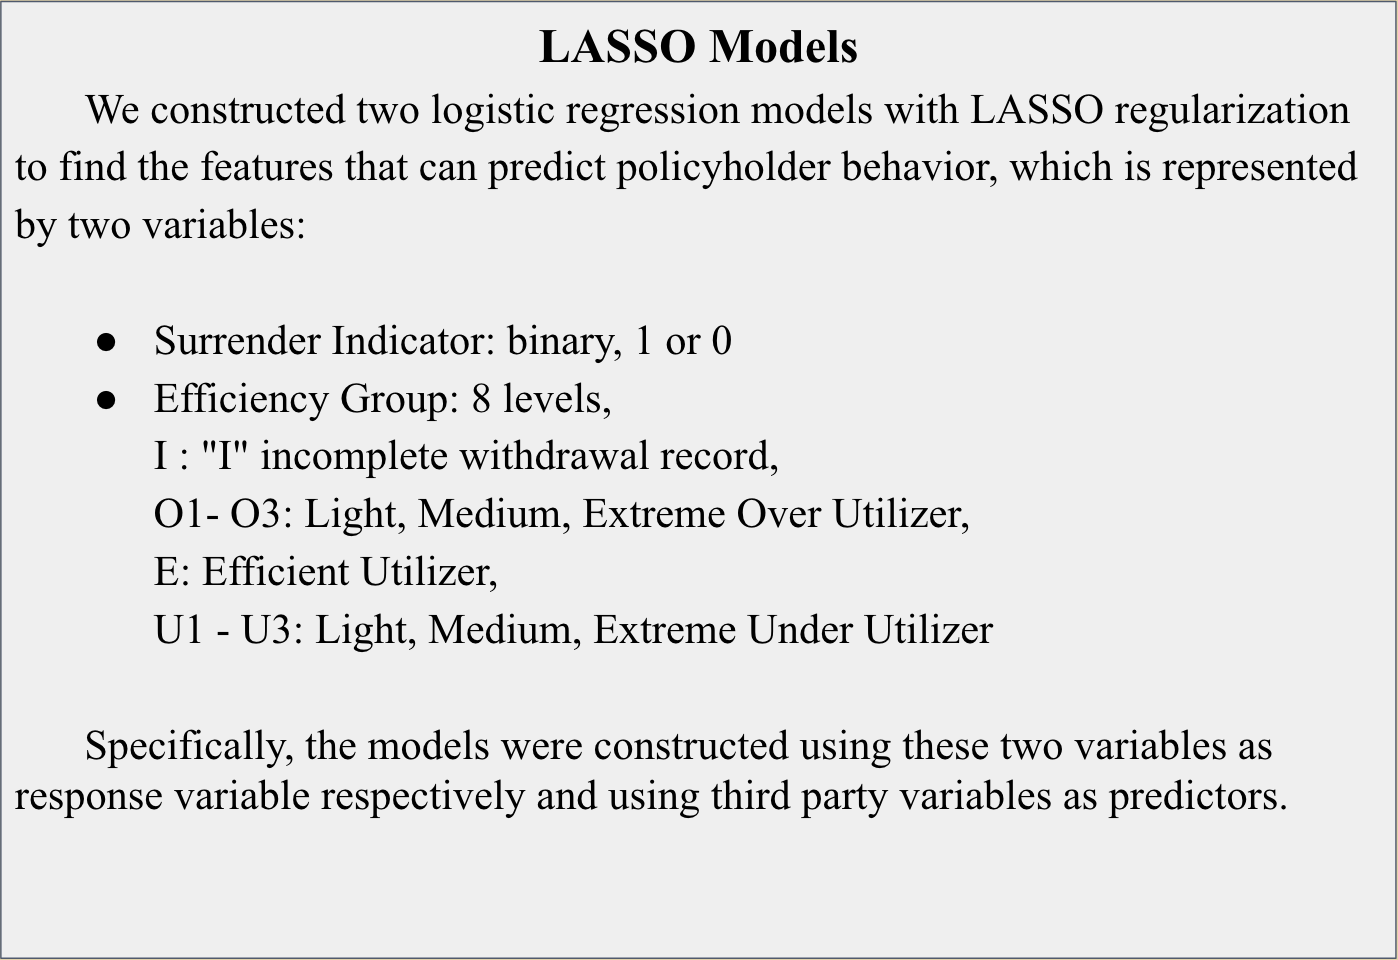 LASSO Models
We constructed two logistic regression models with LASSO regularization
to find the features that can predict policyholder behavior, which is represented
by two variables:
● Surrender Indicator: binary, 1 or 0
● Efficiency Group: 8 levels,
I : "I" incomplete withdrawal record,
O1- O3: Light, Medium, Extreme Over Utilizer,
E: Efficient Utilizer,
U1 - U3: Light, Medium, Extreme Under Utilizer
Specifically, the models were constructed using these two variables as
response variable respectively and using third party variables as predictors.